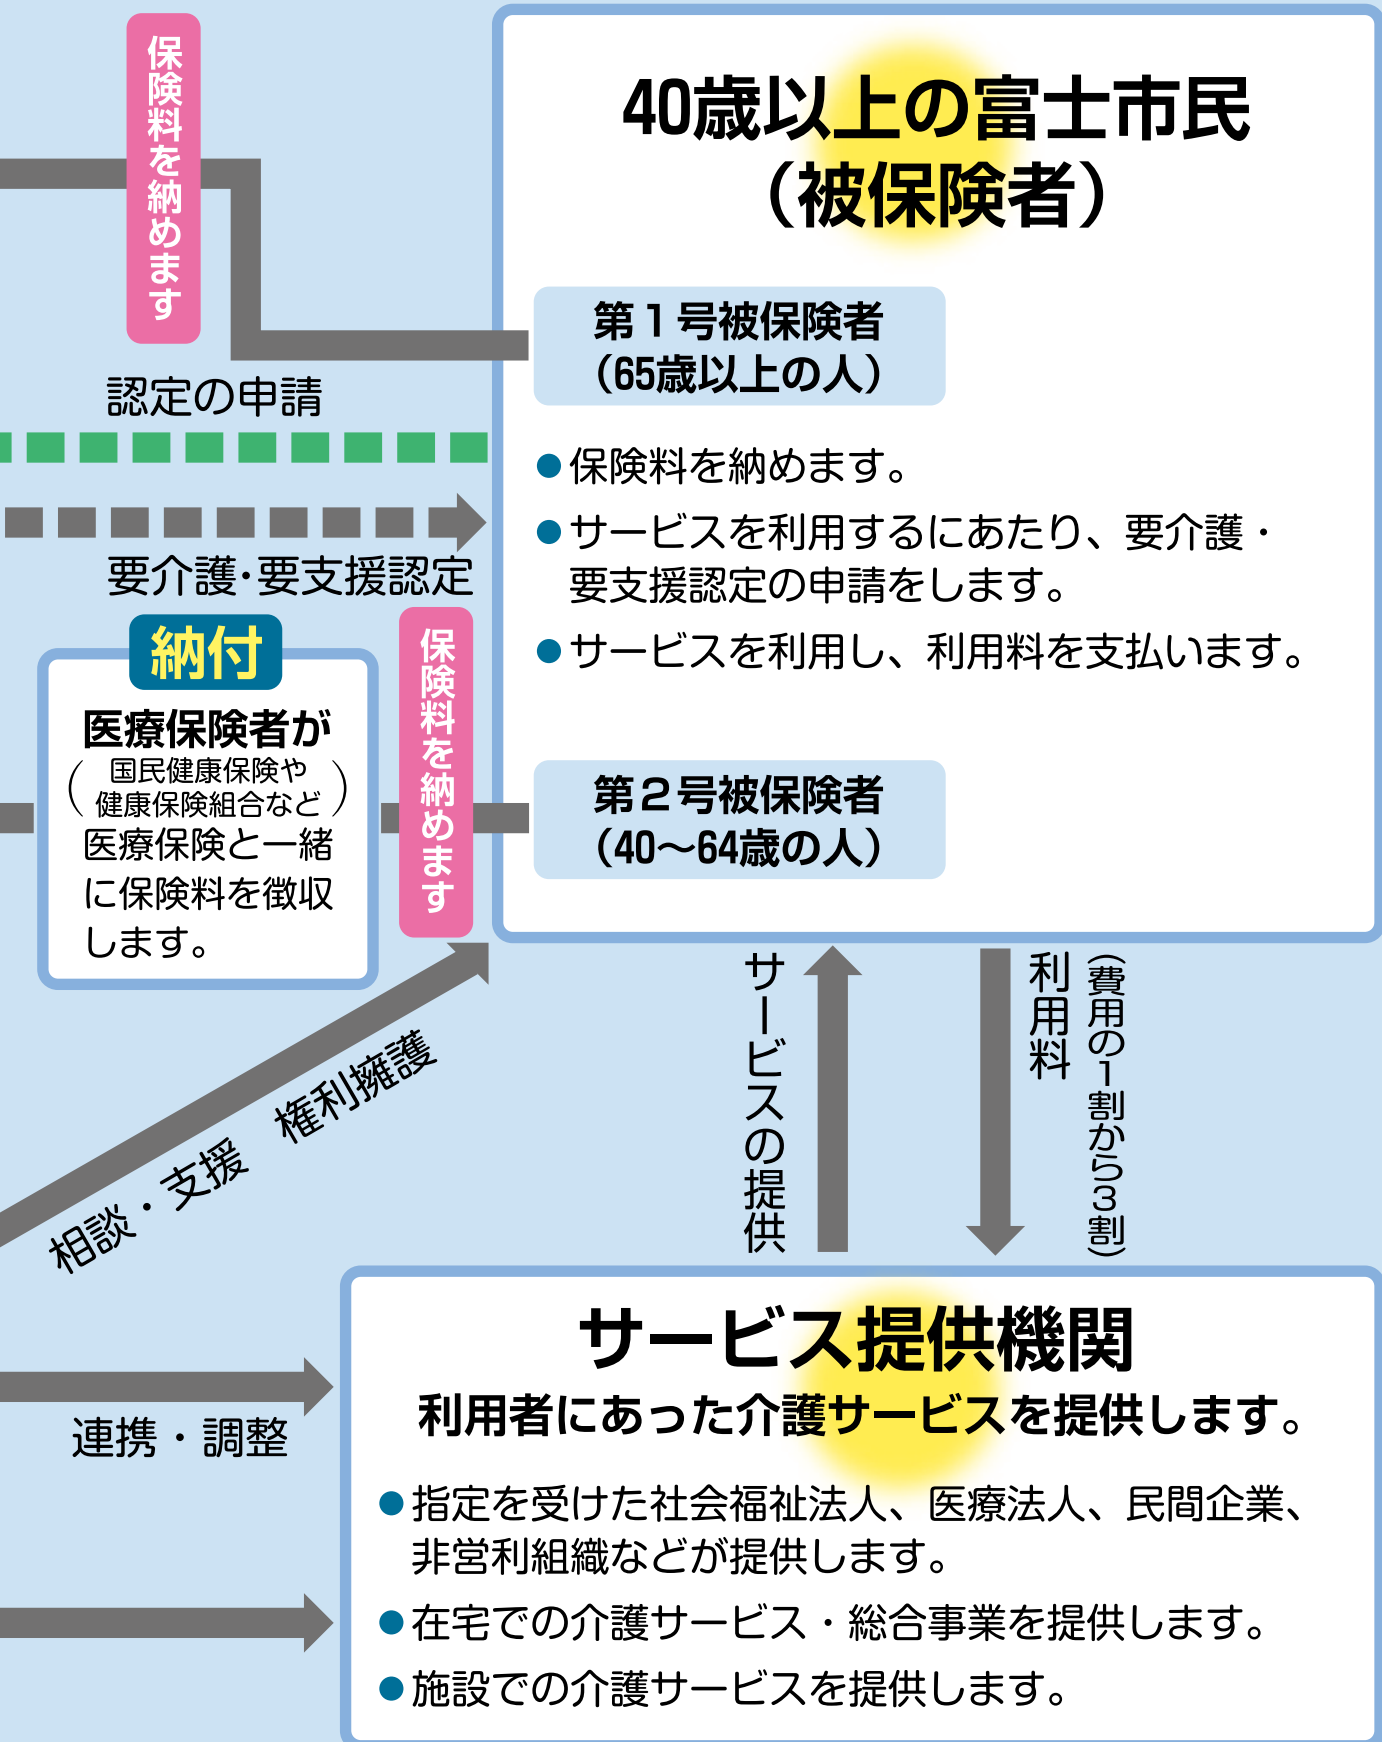 保険料を納めます
40歳以上の富士市民
（被保険者）
第１号被保険者
（65歳以上の人）
認定の申請
●保険料を納めます。
●サービスを利用するにあたり、要介護・
要支援認定の申請をします。
●サービスを利用し、利用料を支払います。
要介護・要支援認定
納付
医療保険者が
（国民健康保険や
健康保険組合など）
医療保険と一緒
に保険料を徴収
します。
保険料を納めます
第２号被保険者
（40～64歳の人）
相談・支援　権利擁護
サービスの提供
利用料
（費用の１割から３割）
サービス提供機関
利用者にあった介護サービスを提供します。
連携・調整
●指定を受けた社会福祉法人、医療法人、民間企業、
非営利組織などが提供します。
●在宅での介護サービス・総合事業を提供します。
●施設での介護サービスを提供します。